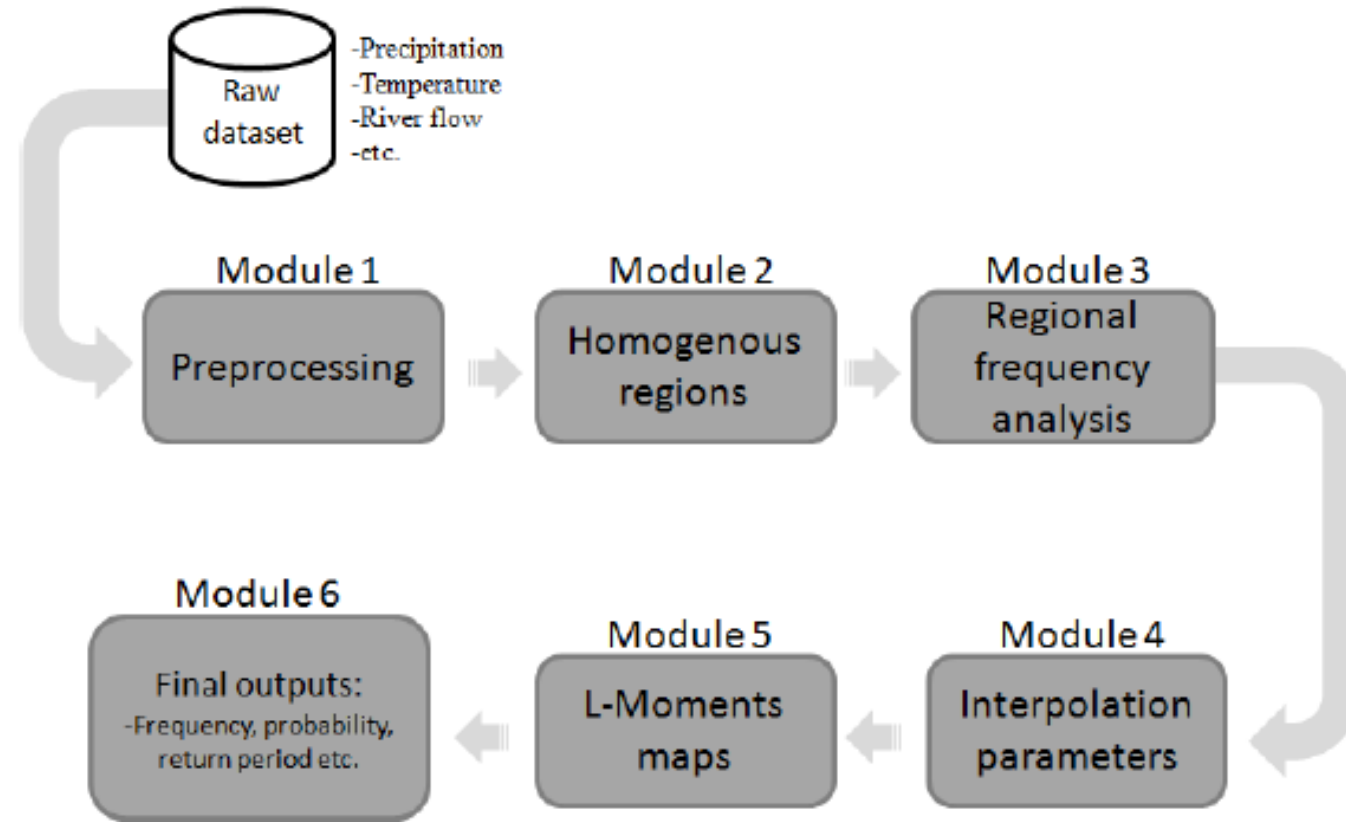 Raw
dataset
-Precipitation
-Temperature
-River flow
-etc.
Module 1
Preprocessing
Module 2
Homogenous
regions
Module 3
Regional
frequency
analysis
Module 4
Interpolation
parameters
Module 5
L-Moments
maps
Module 6
Final outputs:
-Frequency, probability,
return period etc.